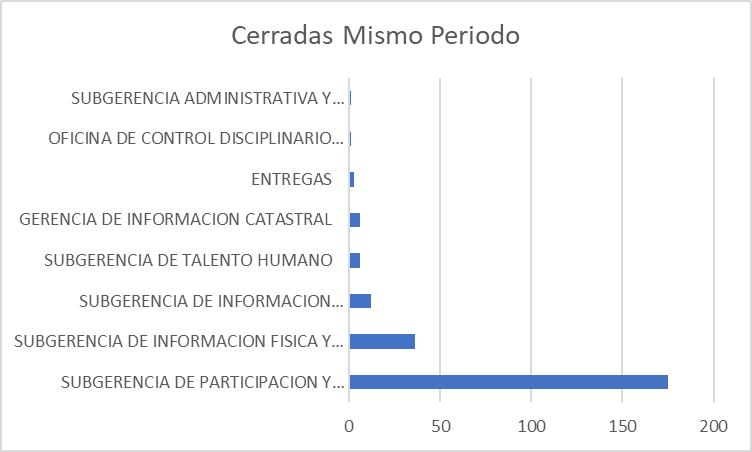 Cerradas Mismo Periodo
SUBGERENCIA ADMINISTRATIVA Y...
OFICINA DE CONTROL DISCIPLINARIO...
ENTREGAS
GERENCIA DE INFORMACION CATASTRAL
SUBGERENCIA DE TALENTO HUMANO
SUBGERENCIA DE INFORMACION...
SUBGERENCIA DE INFORMACION FISICA Y...
SUBGERENCIA DE PARTICIPACION Y...
0 50 100 150 200